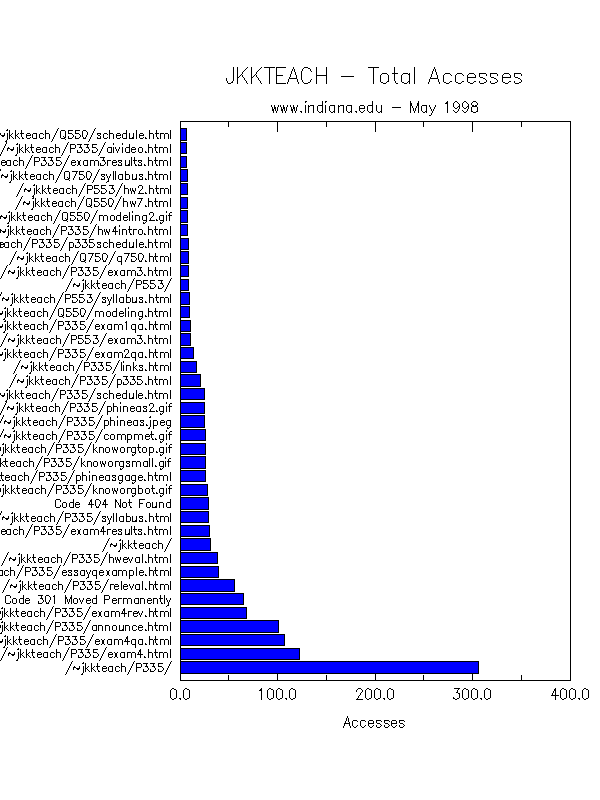 JKKTEACH - Total Accesses
www.indiana.edu - May 1998
~jkkteach/Q550/schedule.html
/~jkkteach/P335/aivideo.html
each/P335/exam3results.html
~jkkteach/Q750/syllabus.html
/~jkkteach/P553/hw2.html
/~jkkteach/Q550/hw7.html
~jkkteach/Q550/modeling2.gif
~jkkteach/P335/hw4intro.html
each/P335/p335schedule.html
/~jkkteach/Q750/q750.html
/~jkkteach/P335/exam3.html
/~jkkteach/P553/
~jkkteach/P553/syllabus.html
~jkkteach/Q550/modeling.html
/~jkkteach/P335/exam1qa.html
/~jkkteach/P553/exam3.html
/~jkkteach/P335/exam2qa.html
/~jkkteach/P335/links.html
/~jkkteach/P335/p335.html
~jkkteach/P335/schedule.html
/~jkkteach/P335/phineas2.gif
/~jkkteach/P335/phineas.jpeg
/~jkkteach/P335/compmet.gif
jkkteach/P335/knoworgtop.gif
kteach/P335/knoworgsmall.gif
teach/P335/phineasgage.html
jkkteach/P335/knoworgbot.gif
Code 404 Not Found
/~jkkteach/P335/syllabus.html
each/P335/exam4results.html
/~jkkteach/
/~jkkteach/P335/hweval.html
ach/P335/essayqexample.html
/~jkkteach/P335/releval.html
Code 301 Moved Permanently
jkkteach/P335/exam4rev.html
/~jkkteach/P335/announce.html
~jkkteach/P335/exam4qa.html
/~jkkteach/P335/exam4.html
/~jkkteach/P335/
0.0 100.0 200.0 300.0 400.0
Accesses